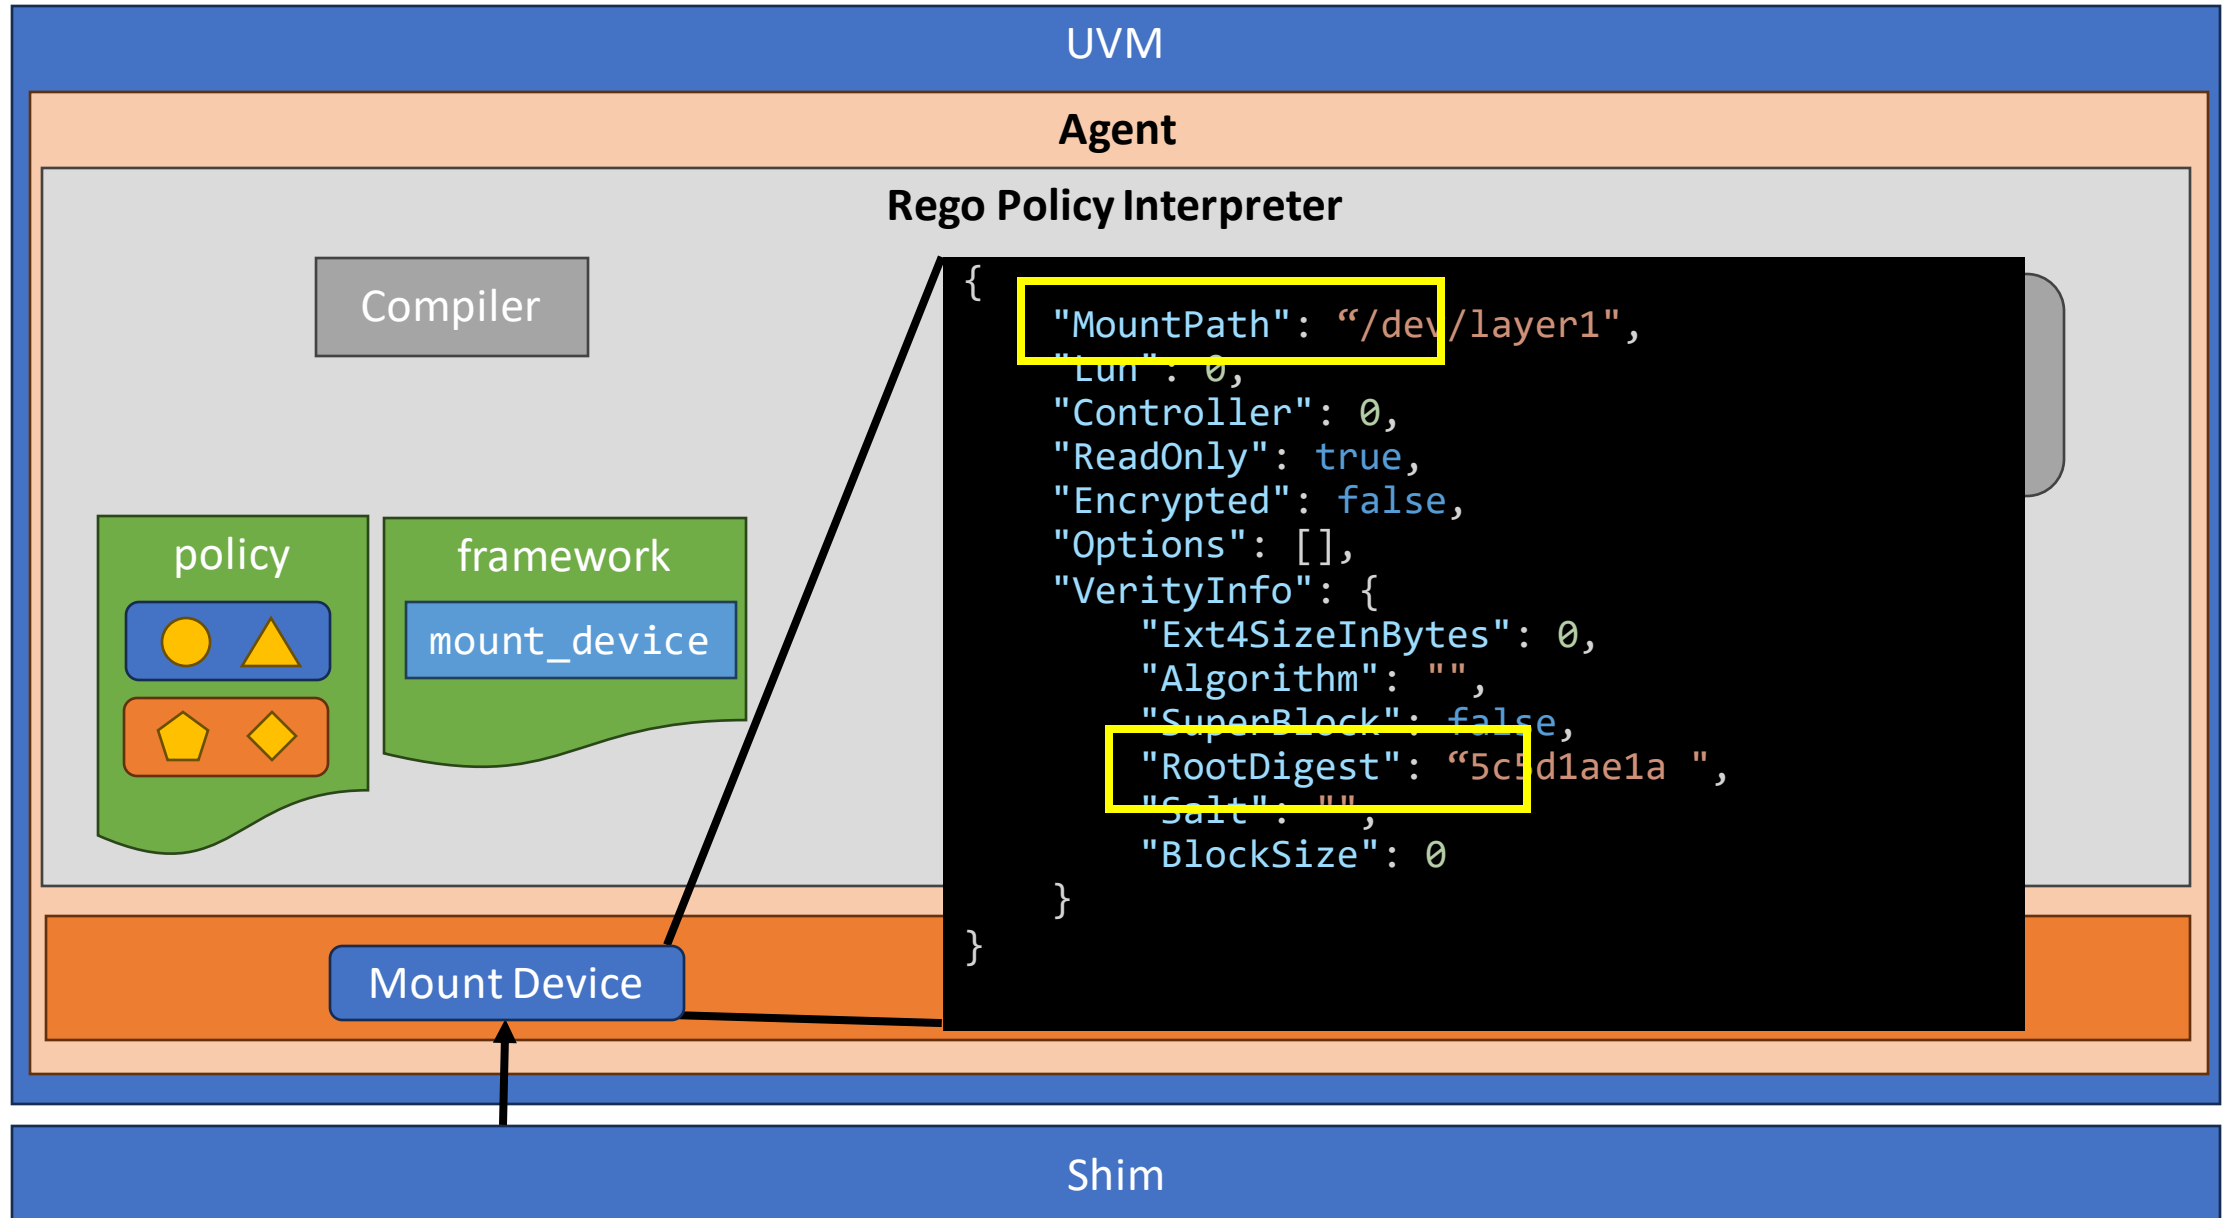 UVM
Agent
Rego Policy Interpreter
Compiler
policy
framework
mount_device
{
"MountPath": “/dev/layer1",
"Lun": 0,
"Controller": 0,
"ReadOnly": true,
"Encrypted": false,
"Options": [],
"VerityInfo": {
"Ext4SizeInBytes": 0,
"Algorithm": "",
"SuperBlock": false,
"RootDigest": “5c5d1ae1a ",
"Salt": "",
"BlockSize": 0
}
}
Mount Device
Shim